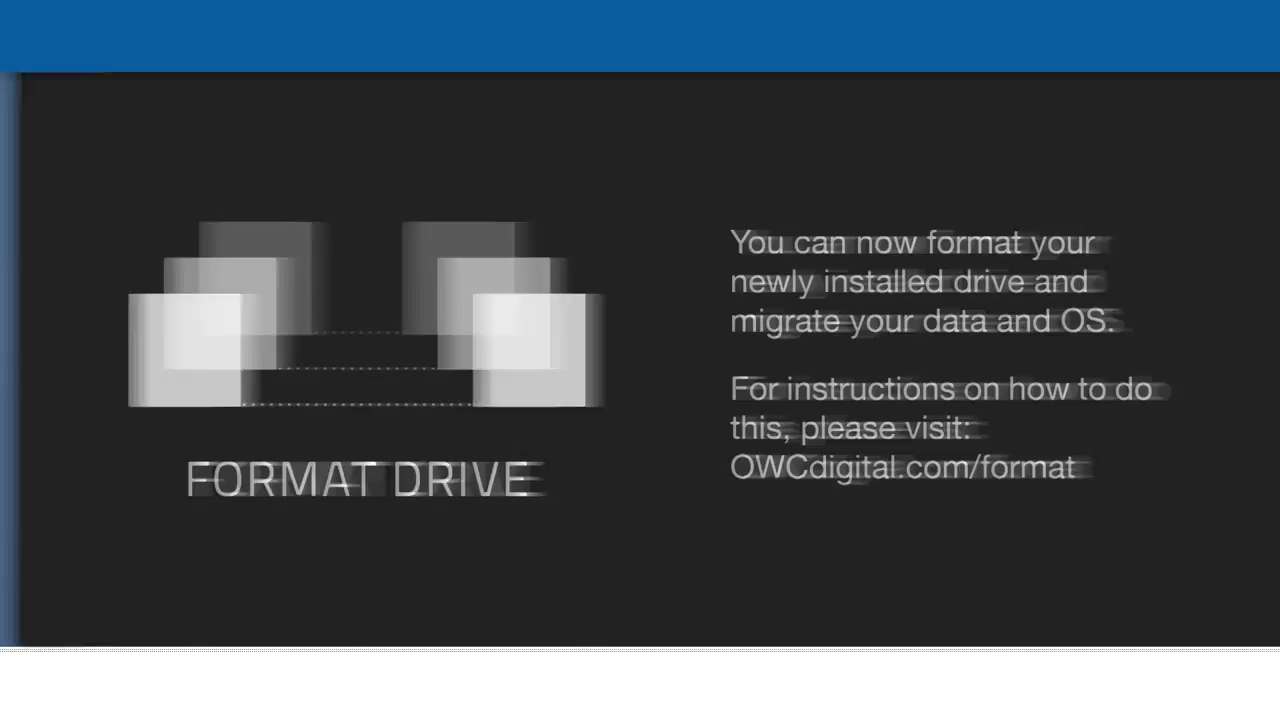 You can now format your
newly installed drive and
migrate your data and OS.
For instructions on how to do
this, please visit:
OWCdigital.com/format
FORMAT DRIVE